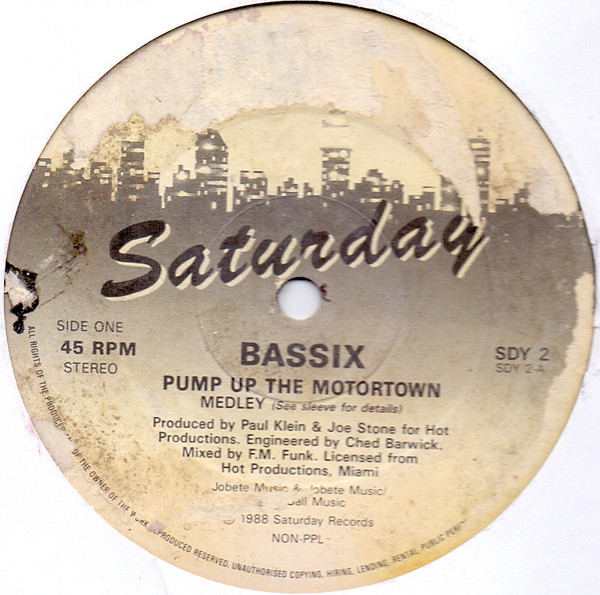 Saturday
SIDE ONE
45 RPM
STEREO
BASSIX
SDY 2
SDY 2-A
PUMP UP THE MOTORTOWN
MEDLEY (See sleeve for details)
Produced by Paul Klein & Joe Stone for Hot
Productions. Engineered by Ched Barwick.
Mixed by F.M. Funk. Licensed from
Hot Productions, Miami
Jobete Music & Jobete Music/
Music
1988 Saturday Records
NON-PPL
ALL RIGHTS OF THE PRODUCER OF THE OWNER OF THE WORK REPRODUCED RESERVED, UNAUTHORISED COPYING, HIRING, LENDING, RENTAL, PUBLIC